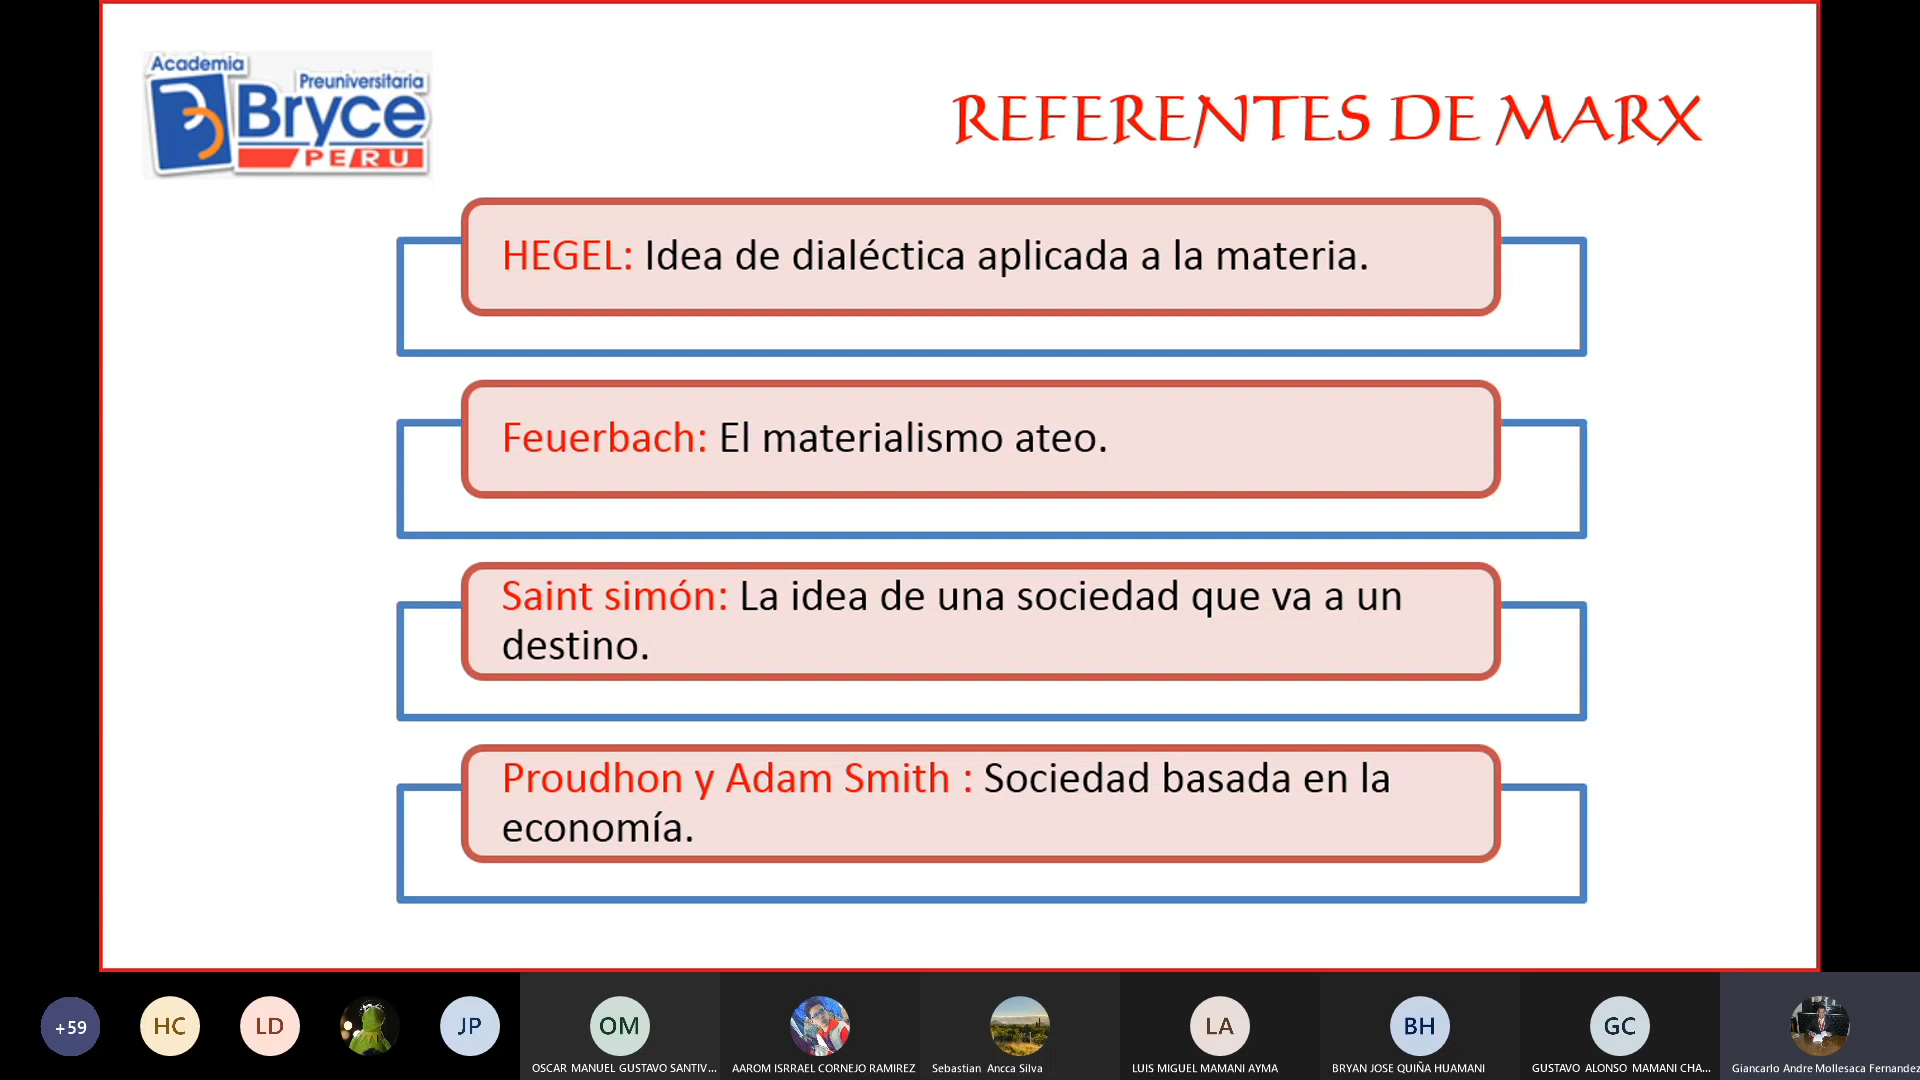 Academia
Preuniversitaria
Bryce
PERU
REFERENTES DE MARX
HEGEL: Idea de dialéctica aplicada a la materia.
Feuerbach: El materialismo ateo.
Saint simón: La idea de una sociedad que va a un
destino.
Proudhon y Adam Smith : Sociedad basada en la
economía.
+59
HC
LD
JP
OM
LA
BH
GC
OSCAR MANUEL GUSTAVO SANTIV...
AAROM ISRRAEL CORNEJO RAMIREZ
Sebastian Ancca Silva
LUIS MIGUEL MAMANI AYMA
BRYAN JOSE QUIÑA HUAMANI
GUSTAVO ALONSO MAMANI CHA...
Giancarlo Andre Mollesaca Fernandez